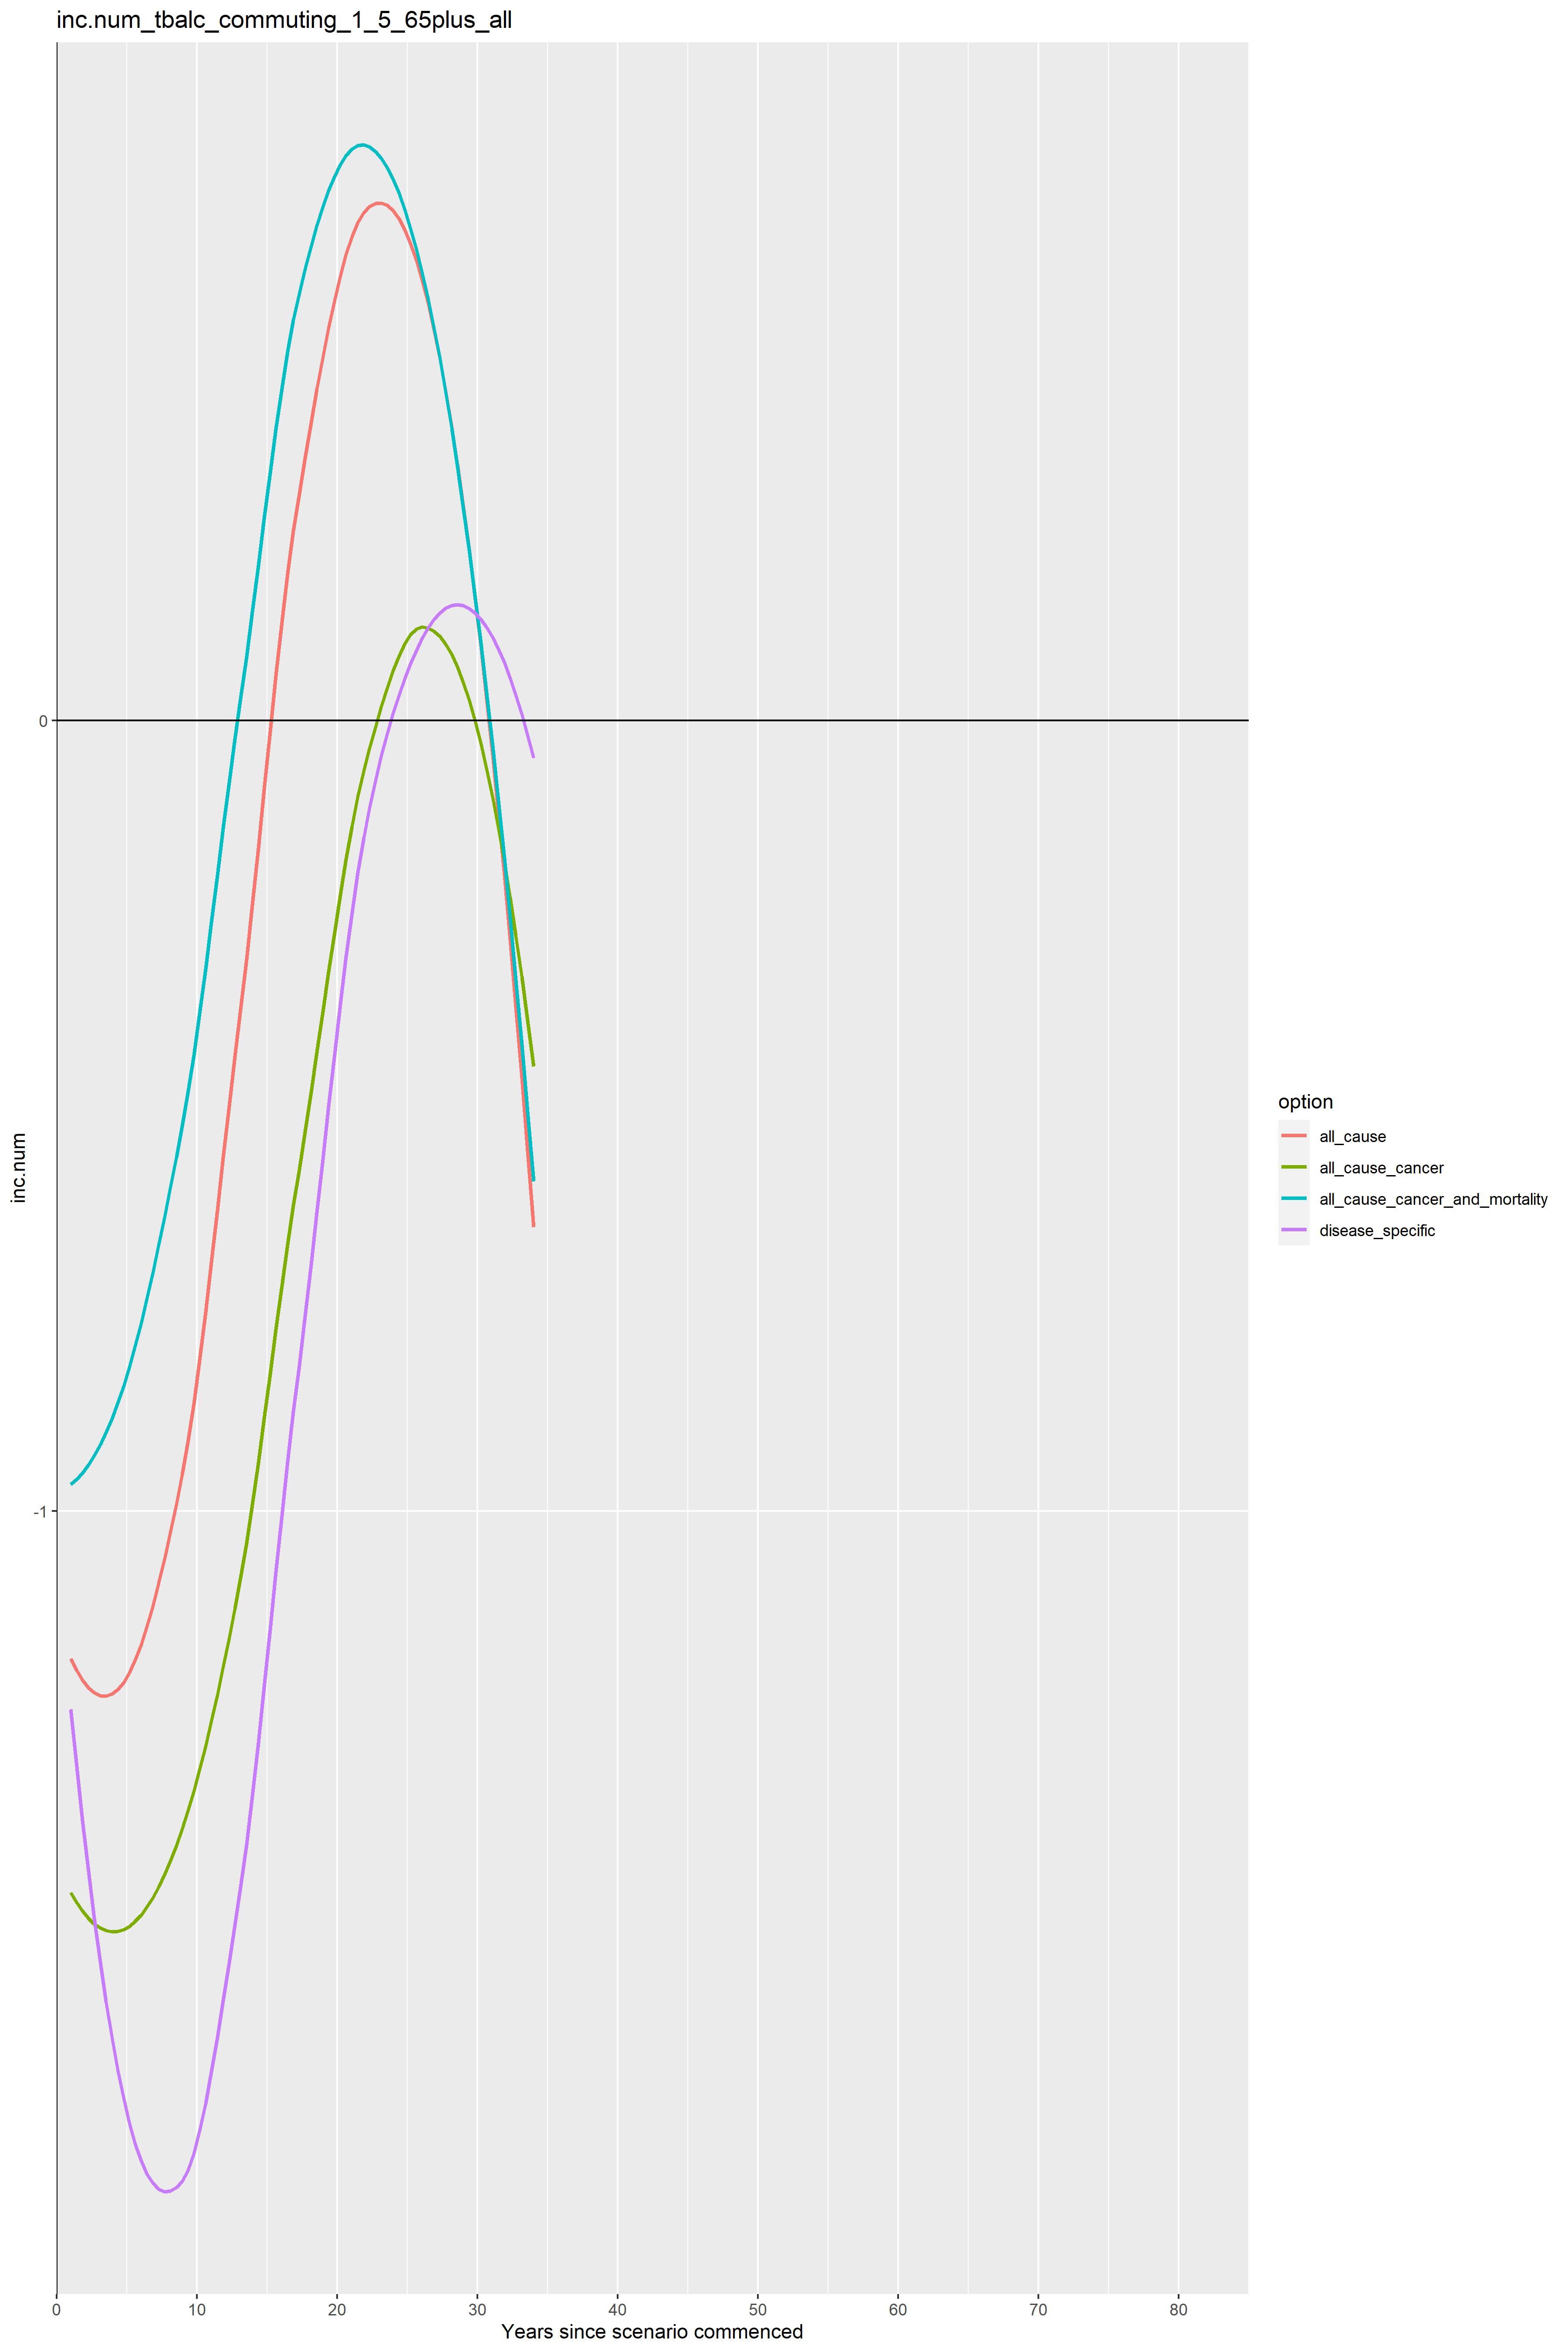 inc.num_tbalc_commuting_1_5_65plus_all
inc.num
0
-1
0 10 20 30 40 50 60 70 80
Years since scenario commenced
option
all_cause
all_cause_cancer
all_cause_cancer_and_mortality
disease_specific